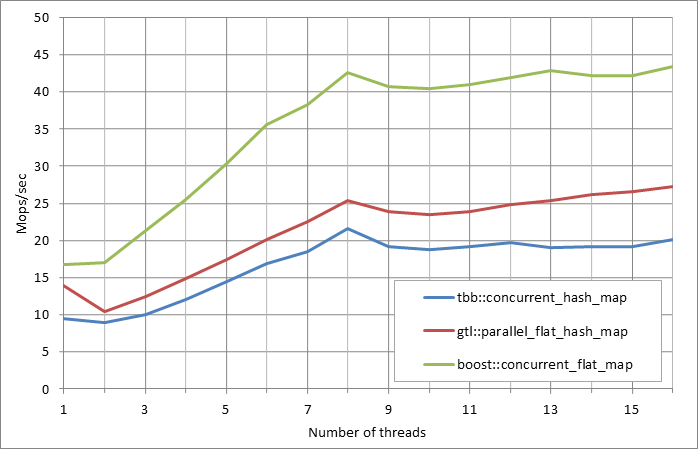 50
45
40
35
30
25
20
15
10
5
0
Mops/sec
tbb::concurrent_hash_map
gtl::parallel_flat_hash_map
boost::concurrent_flat_map
1 3 5 7 9 11 13 15
Number of threads